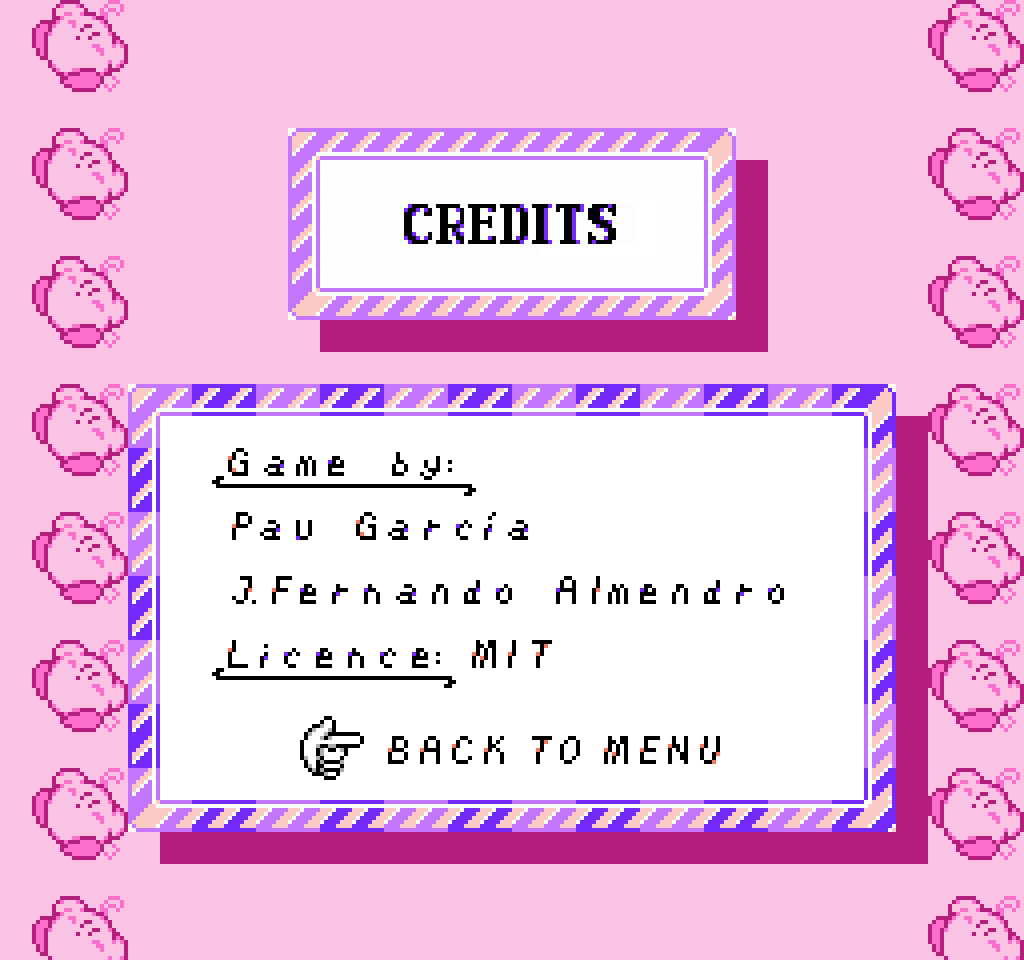 CREDITS
Game by:
Pau García
J.Fernando Almendro
Licence: MIT
BACK TO MENU